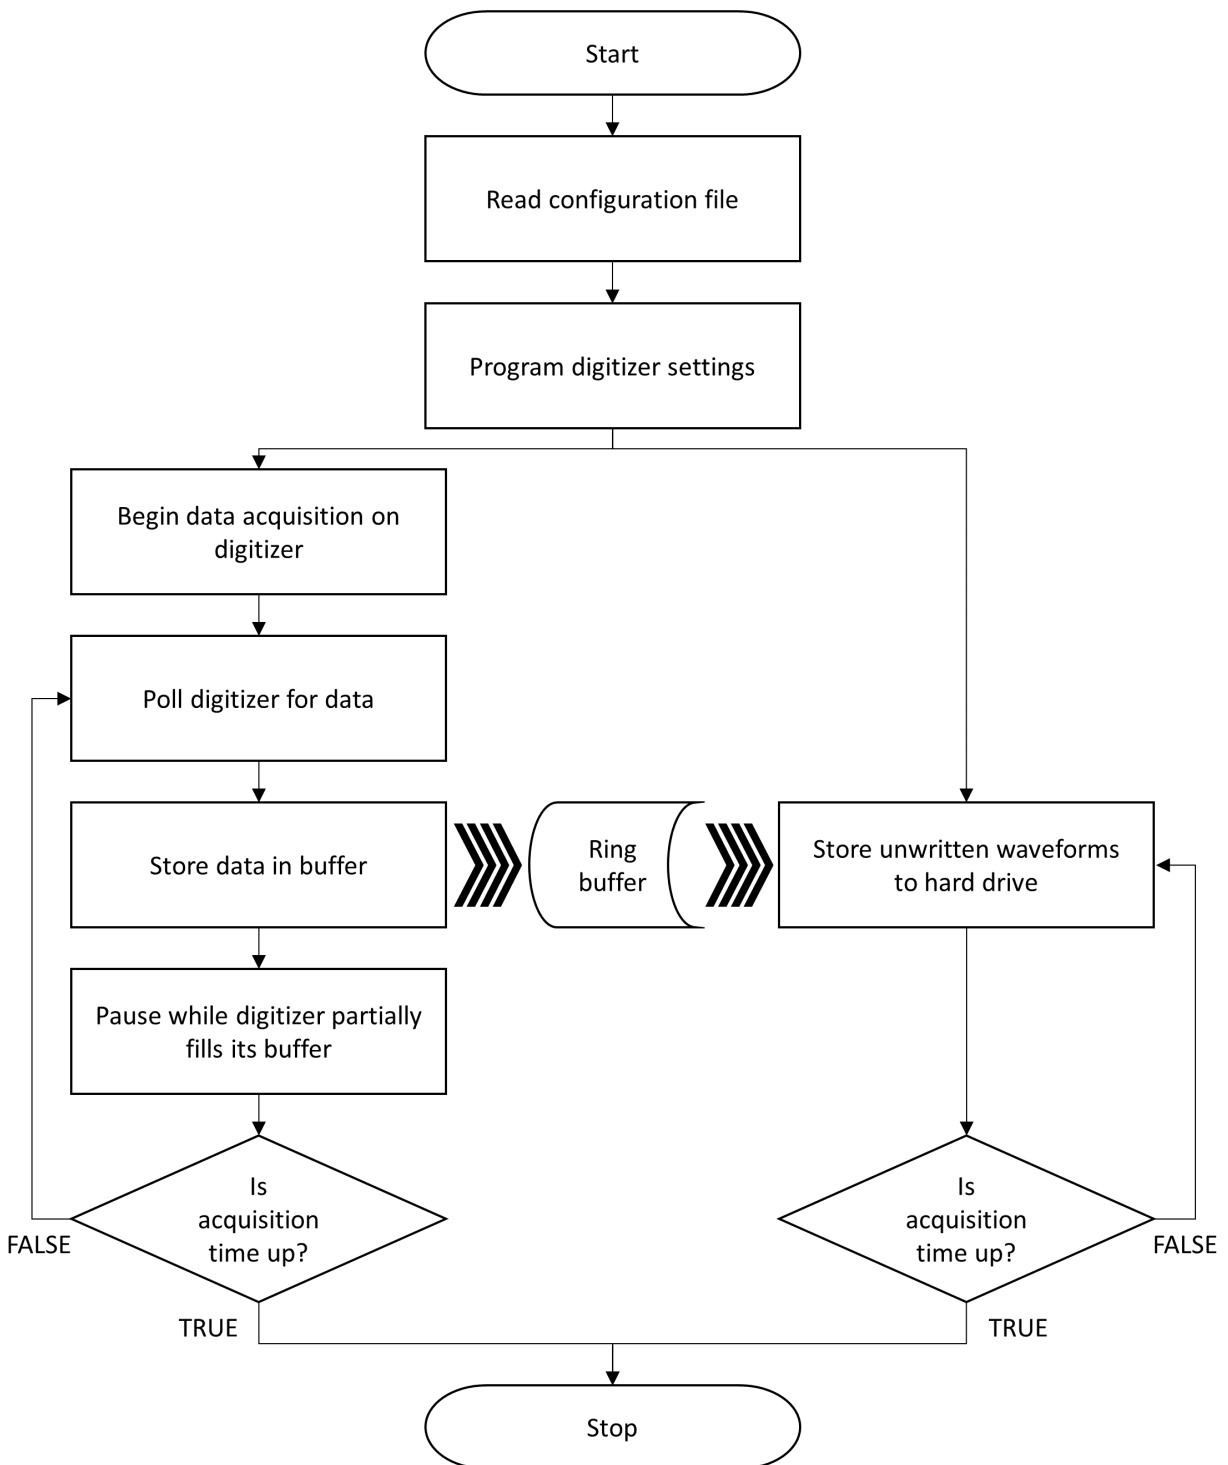 Start
Read configuration file
Program digitizer settings
Begin data acquisition on
digitizer
Poll digitizer for data
Store data in buffer
Ring
buffer
Store unwritten waveforms
to hard drive
Pause while digitizer partially
fills its buffer
Is
acquisition
time up?
FALSE
TRUE
Is
acquisition
time up?
FALSE
TRUE
Stop